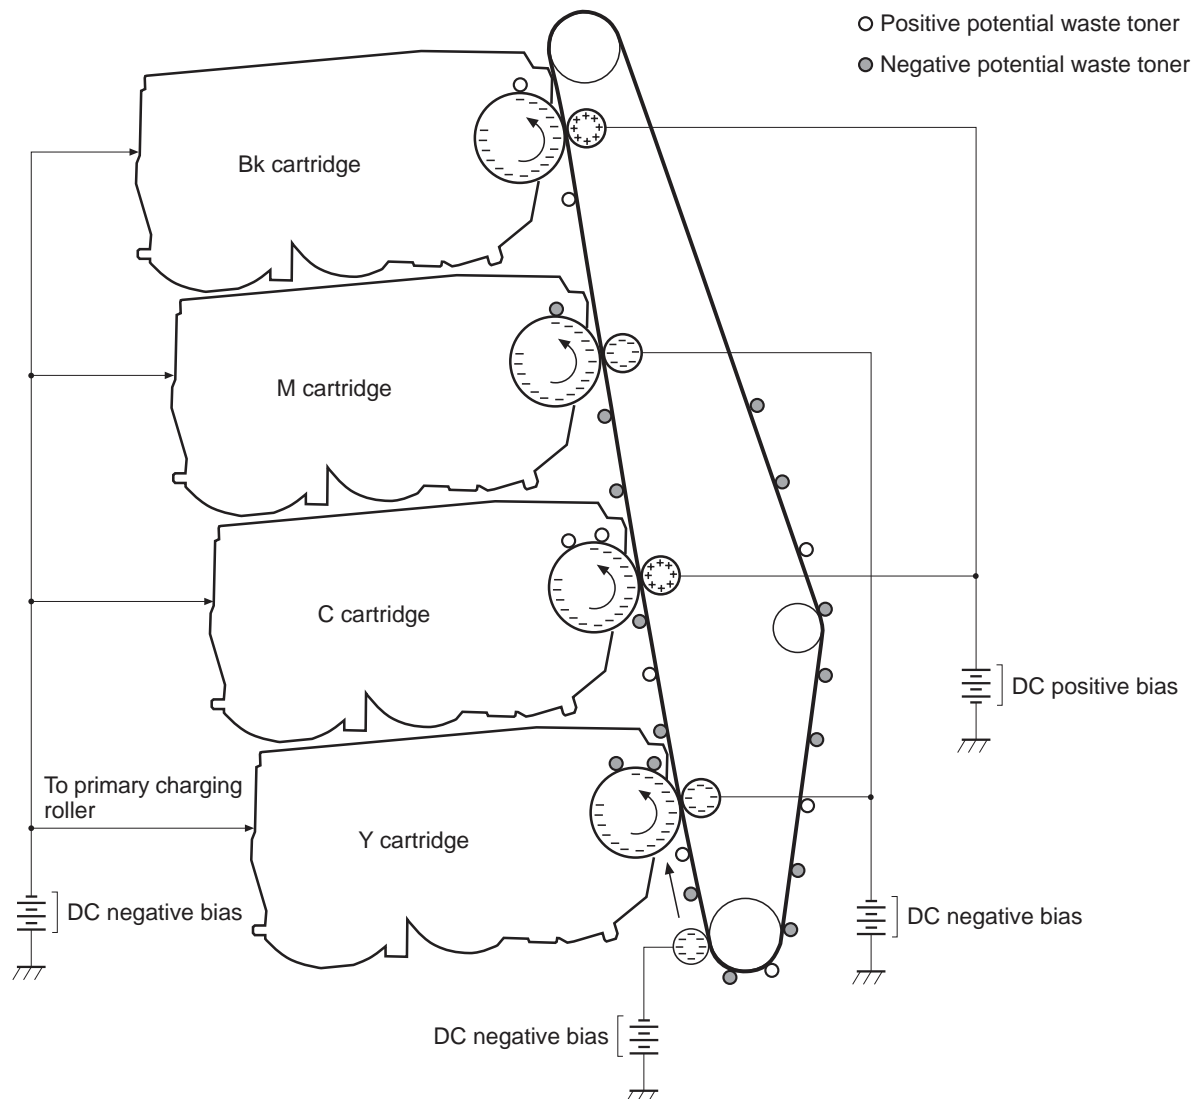 Positive potential waste toner
Negative potential waste toner
Bk cartridge
M cartridge
C cartridge
DC positive bias
To primary charging
roller
Y cartridge
DC negative bias
DC negative bias
DC negative bias